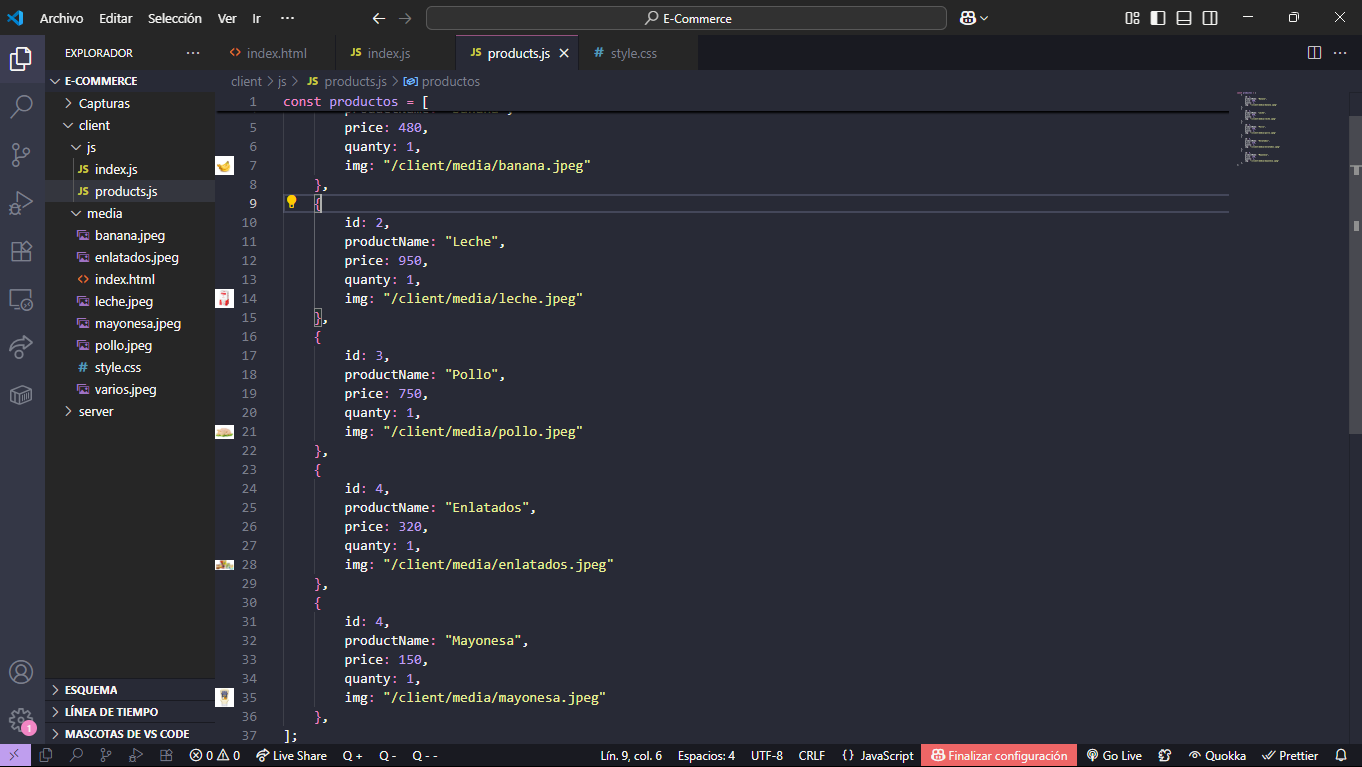 Archivo Editar Selección Ver Ir ··· E-Commerce
EXPLORADOR ··· index.html index.js products.js style.css ···
E-COMMERCE
Capturas
client
js
index.js
products.js
media
banana.jpeg
enlatados.jpeg
index.html
leche.jpeg
mayonesa.jpeg
pollo.jpeg
style.css
varios.jpeg
server
ESQUEMA
LÍNEA DE TIEMPO
MASCOTAS DE VS CODE
client > js > JS products.js > productos
1 const productos = [
5 price: 480,
6 quanty: 1,
7 img: "/client/media/banana.jpeg"
8 },
9 {
10 id: 2,
11 productName: "Leche",
12 price: 950,
13 quanty: 1,
14 img: "/client/media/leche.jpeg"
15 },
16 {
17 id: 3,
18 productName: "Pollo",
19 price: 750,
20 quanty: 1,
21 img: "/client/media/pollo.jpeg"
22 },
23 {
24 id: 4,
25 productName: "Enlatados",
26 price: 320,
27 quanty: 1,
28 img: "/client/media/enlatados.jpeg"
29 },
30 {
31 id: 4,
32 productName: "Mayonesa",
33 price: 150,
34 quanty: 1,
35 img: "/client/media/mayonesa.jpeg"
36 },
37 ];
1
0 0 Live Share Q + Q - Q - - Lín. 9, col. 6 Espacios: 4 UTF-8 CRLF {} JavaScript Finalizar configuración Go Live Quokka Prettier